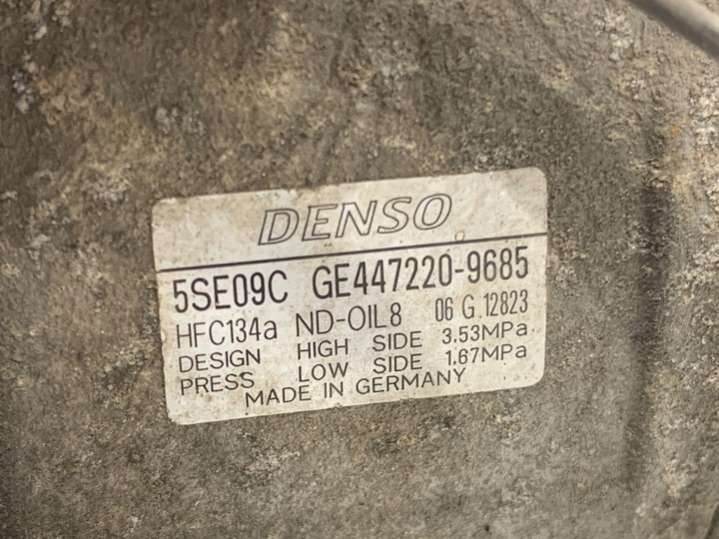 DENSO
5SE09C GE447220-9685
HFC134a ND-OIL8 06 G.12823
DESIGN HIGH SIDE 3.53MPa
PRESS LOW SIDE 1.67MPa
MADE IN GERMANY